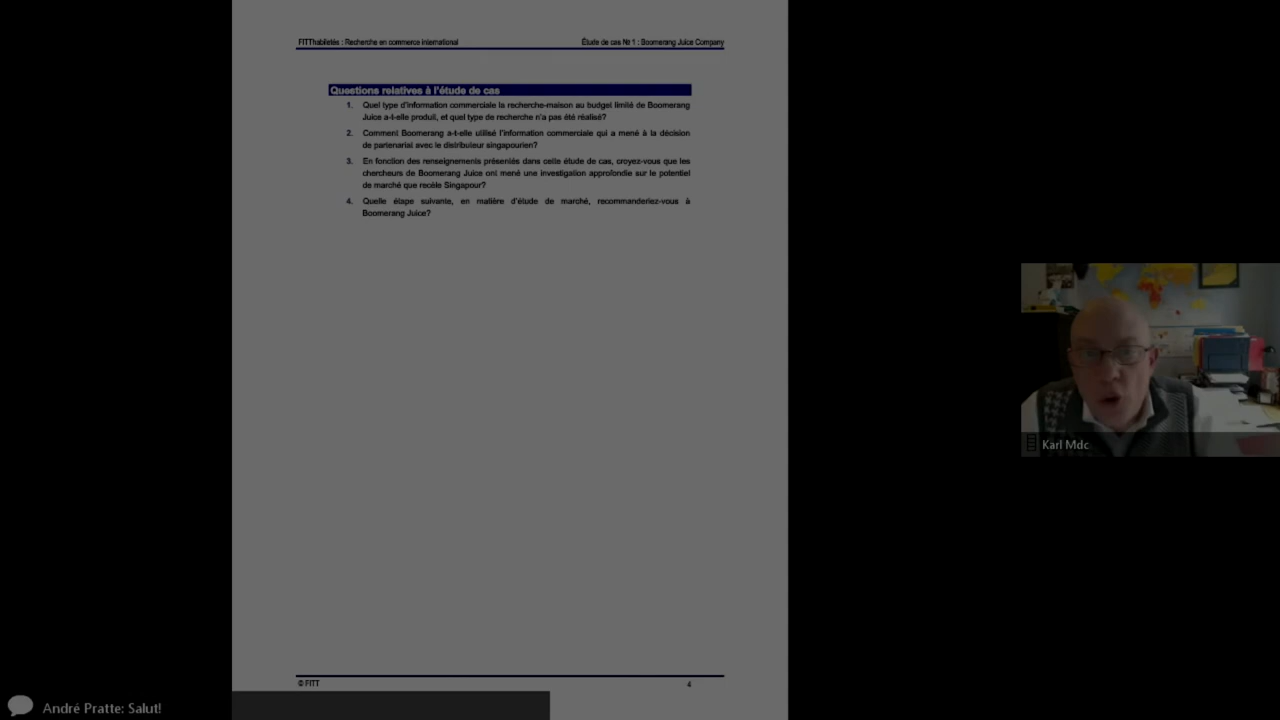 FITThabiletés : Recherche en commerce international
Étude de cas № 1 : Boomerang Juice Company
Questions relatives à l'étude de cas
1. Quel type d'information commerciale la recherche-maison au budget limité de Boomerang
Juice a-t-elle produit, et quel type de recherche n'a pas été réalisé?
2. Comment Boomerang a-t-elle utilisé l'information commerciale qui a mené à la décision
de partenariat avec le distributeur singapourien?
3. En fonction des renseignements présentés dans cette étude de cas, croyez-vous que les
chercheurs de Boomerang Juice ont mené une investigation approfondie sur le potentiel
de marché que recèle Singapour?
4. Quelle étape suivante, en matière d'étude de marché, recommanderiez-vous à
Boomerang Juice?
Karl Mdc
© FITT
4
André Pratte: Salut!